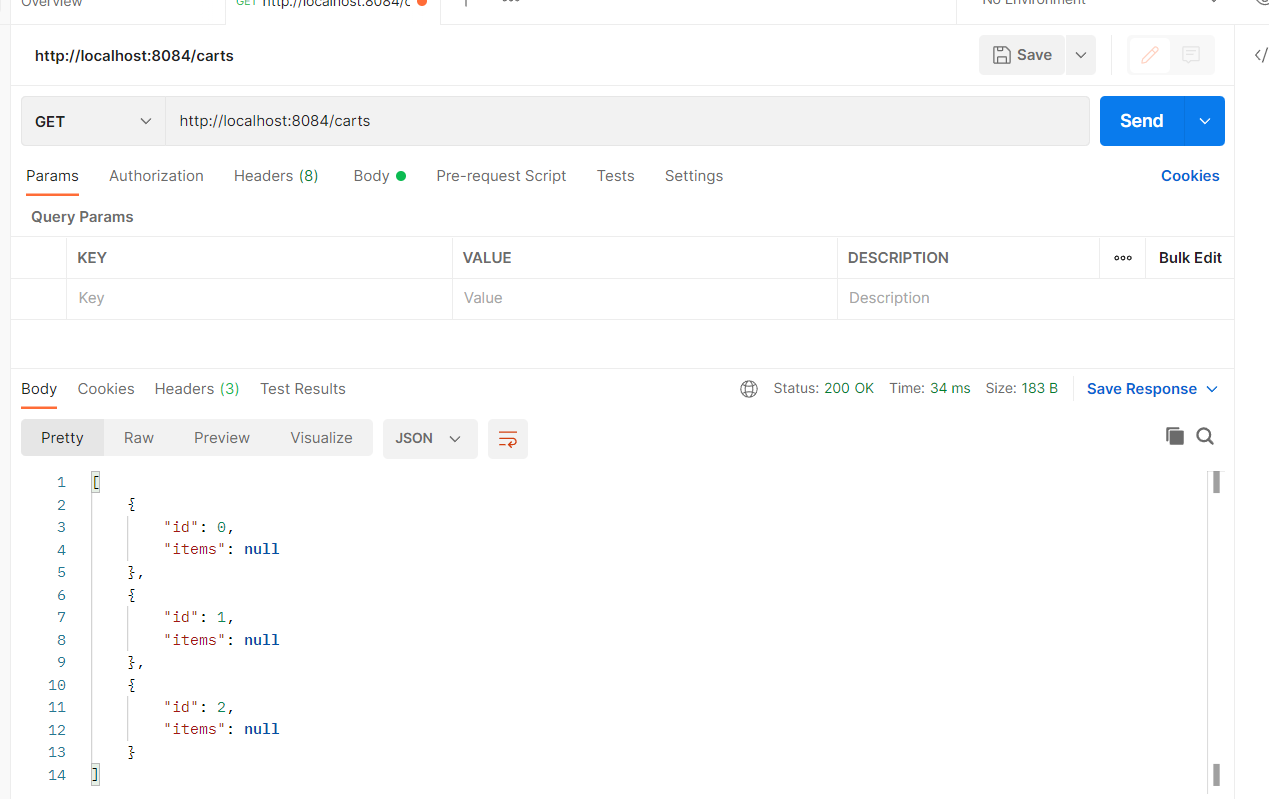 Overview GET http://localhost:8084/c No Environment
http://localhost:8084/carts Save </>
GET http://localhost:8084/carts Send
Params Authorization Headers (8) Body Pre-request Script Tests Settings Cookies
Query Params
KEY VALUE DESCRIPTION ooo Bulk Edit
Key Value Description
Body Cookies Headers (3) Test Results Status: 200 OK Time: 34 ms Size: 183 B Save Response
Pretty Raw Preview Visualize JSON
1 [
2 {
3 "id": 0,
4 "items": null
5 },
6 {
7 "id": 1,
8 "items": null
9 },
10 {
11 "id": 2,
12 "items": null
13 }
14 ]